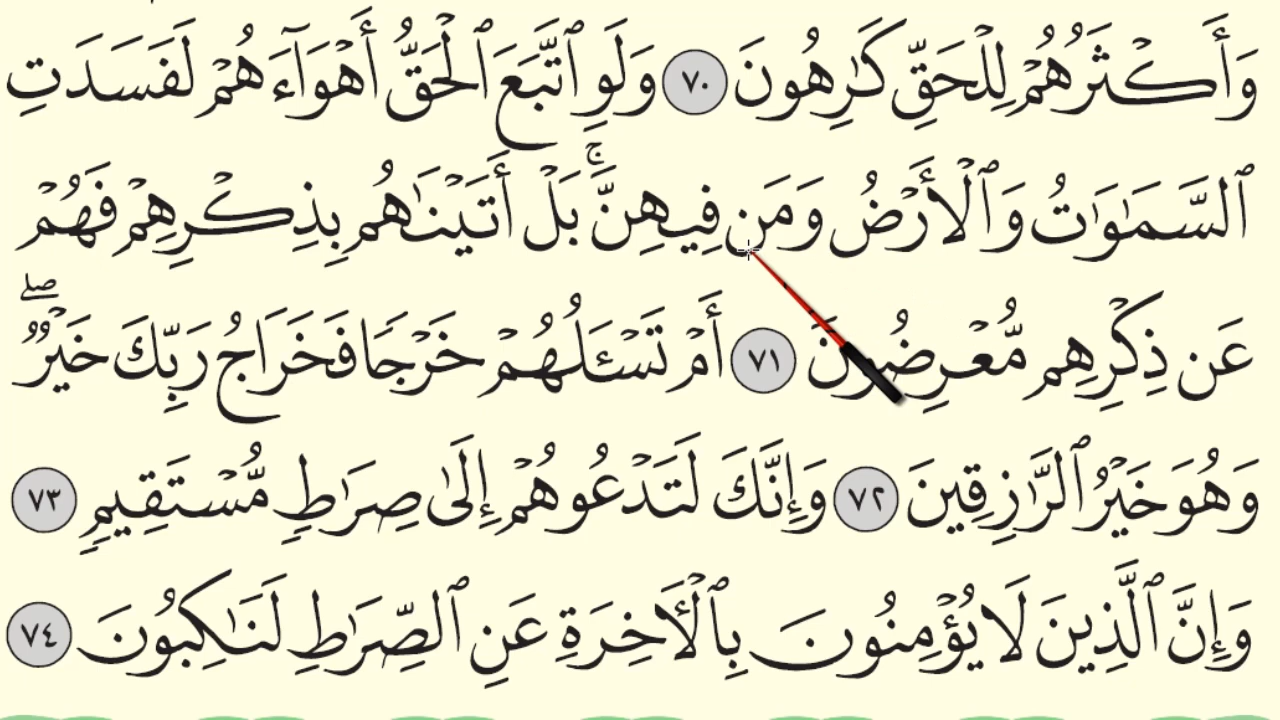 وَأَكۡثَرُهُمۡ لِلۡحَقِّ كَٰرِهُونَ ٧٠ وَلَوِ ٱتَّبَعَ ٱلۡحَقُّ أَهۡوَآءَهُمۡ لَفَسَدَتِ
ٱلسَّمَٰوَٰتُ وَٱلۡأَرۡضُ وَمَن فِيهِنَّۚ بَلۡ أَتَيۡنَٰهُم بِذِكۡرِهِمۡ فَهُمۡ
عَن ذِكۡرِهِم مُّعۡرِضُونَ ٧١ أَمۡ تَسۡـَٔلُهُمۡ خَرۡجٗا فَخَرَاجُ رَبِّكَ خَيۡرٞۖ
وَهُوَ خَيۡرُ ٱلرَّٰزِقِينَ ٧٢ وَإِنَّكَ لَتَدۡعُوهُمۡ إِلَىٰ صِرَٰطٖ مُّسۡتَقِيمٖ ٧٣
وَإِنَّ ٱلَّذِينَ لَا يُؤۡمِنُونَ بِٱلۡأٓخِرَةِ عَنِ ٱلصِّرَٰطِ لَنَٰكِبُونَ ٧٤